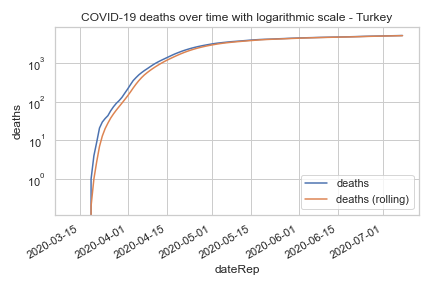 COVID-19 deaths over time with logarithmic scale - Turkey
deaths
10³
10²
10¹
10⁰
deaths
deaths (rolling)
2020-03-15
2020-04-01
2020-04-15
2020-05-01
2020-05-15
2020-06-01
2020-06-15
2020-07-01
dateRep